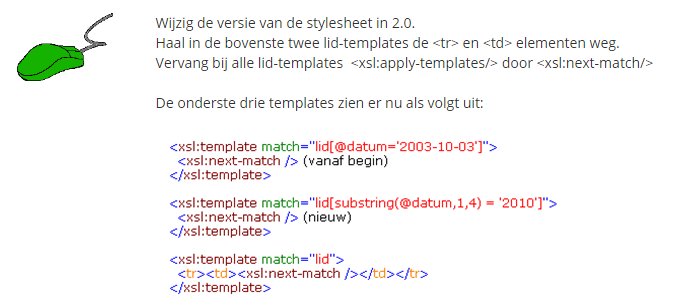 Wijzig de versie van de stylesheet in 2.0.
Haal in de bovenste twee lid-templates de <tr> en <td> elementen weg.
Vervang bij alle lid-templates  <xsl:apply-templates/> door <xsl:next-match/>
De onderste drie templates zien er nu als volgt uit:
<xsl:template match="lid[@datum='2003-10-03']">
<xsl:next-match /> (vanaf begin)
</xsl:template>
<xsl:template match="lid[substring(@datum,1,4) = '2010']">
<xsl:next-match /> (nieuw)
</xsl:template>
<xsl:template match="lid">
<tr><td><xsl:next-match /></td></tr>
</xsl:template>